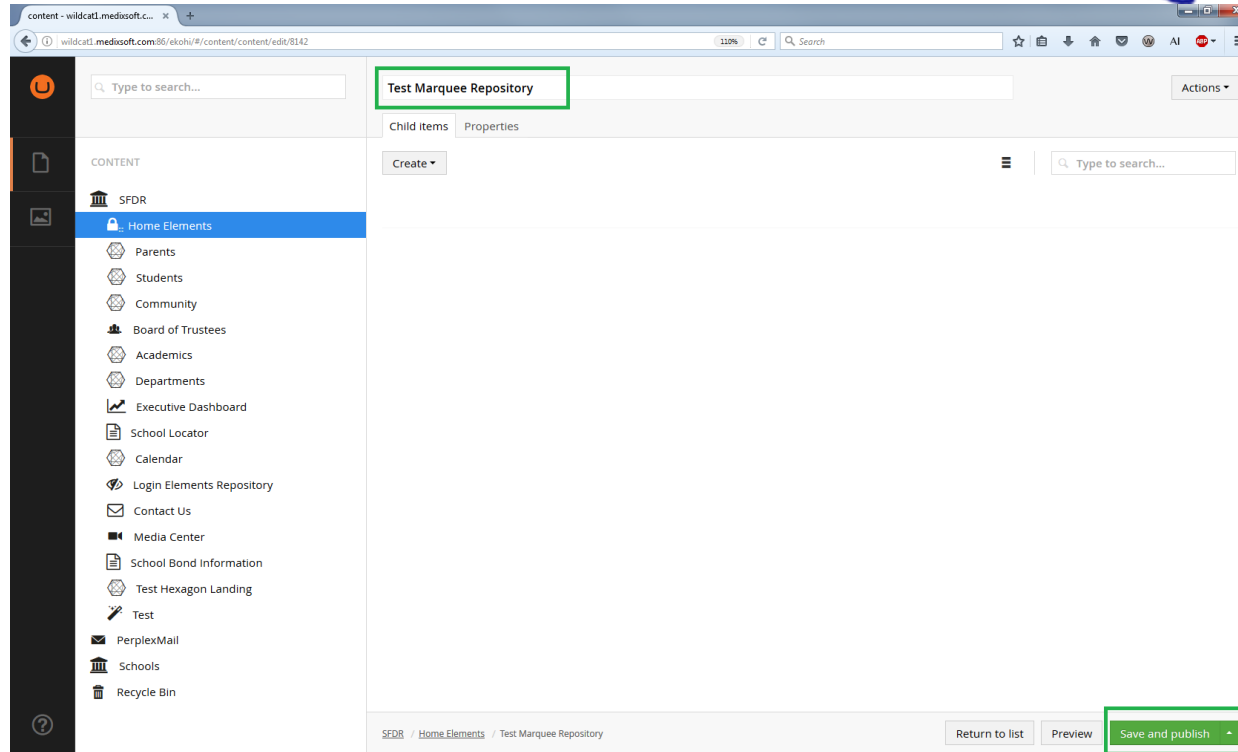 content - wildcat1.medixsoft.c... × +
wildcat1.medixsoft.com:86/ekohi/#/content/content/edit/8142 110% Search
Type to search... Test Marquee Repository Actions
Child items Properties
CONTENT Create Type to search...
SFDR
Home Elements
Parents
Students
Community
Board of Trustees
Academics
Departments
Executive Dashboard
School Locator
Calendar
Login Elements Repository
Contact Us
Media Center
School Bond Information
Test Hexagon Landing
Test
PerplexMail
Schools
Recycle Bin
SFDR / Home Elements / Test Marquee Repository Return to list Preview Save and publish